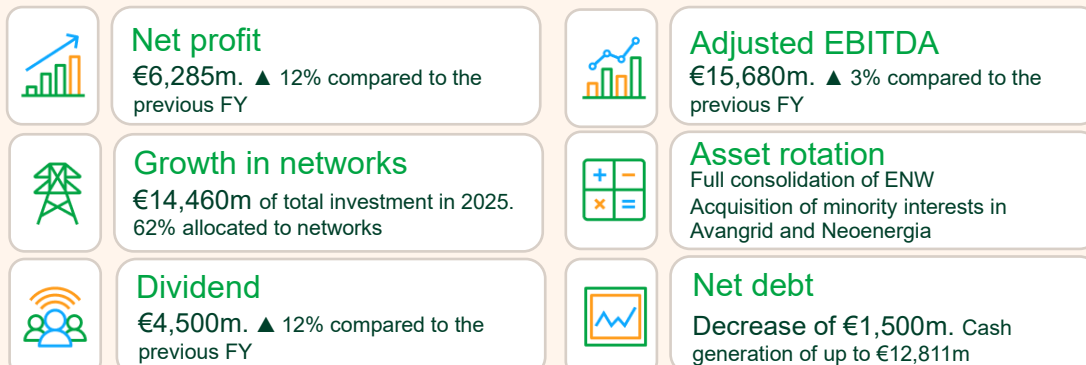 Net profit
€6,285m. ▲ 12% compared to the
previous FY
Adjusted EBITDA
€15,680m. ▲ 3% compared to the
previous FY
Growth in networks
€14,460m of total investment in 2025.
62% allocated to networks
Asset rotation
Full consolidation of ENW
Acquisition of minority interests in
Avangrid and Neoenergia
Dividend
€4,500m. ▲ 12% compared to the
previous FY
Net debt
Decrease of €1,500m. Cash
generation of up to €12,811m